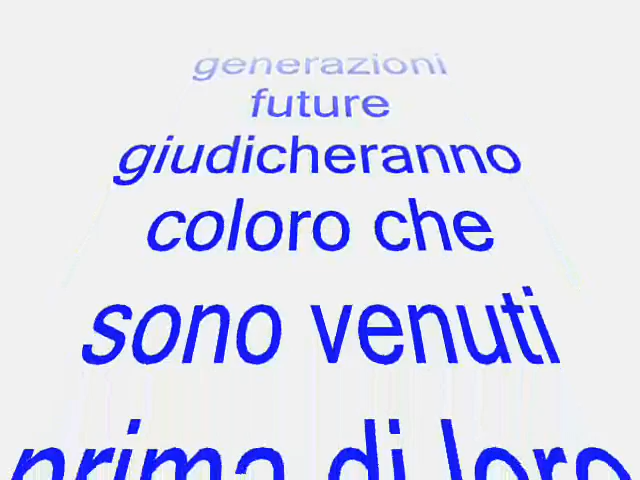 generazioni
future
giudicheranno
coloro che
sono venuti
prima di loro